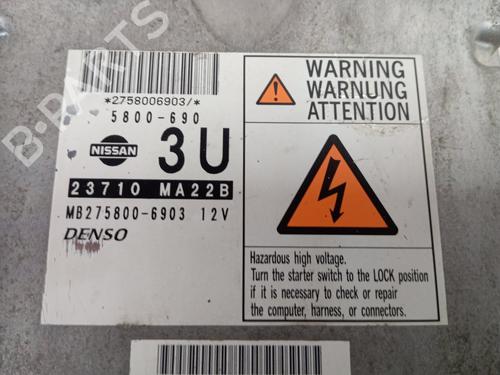 B-PARTS
*2758006903/*
5800-690
NISSAN
3U
23710 MA22B
MB275800-6903 12V
DENSO
WARNING
WARNUNG
ATTENTION
Hazardous high voltage.
Turn the starter switch to the LOCK position
if it is necessary to check or repair
the computer, harness, or connectors.